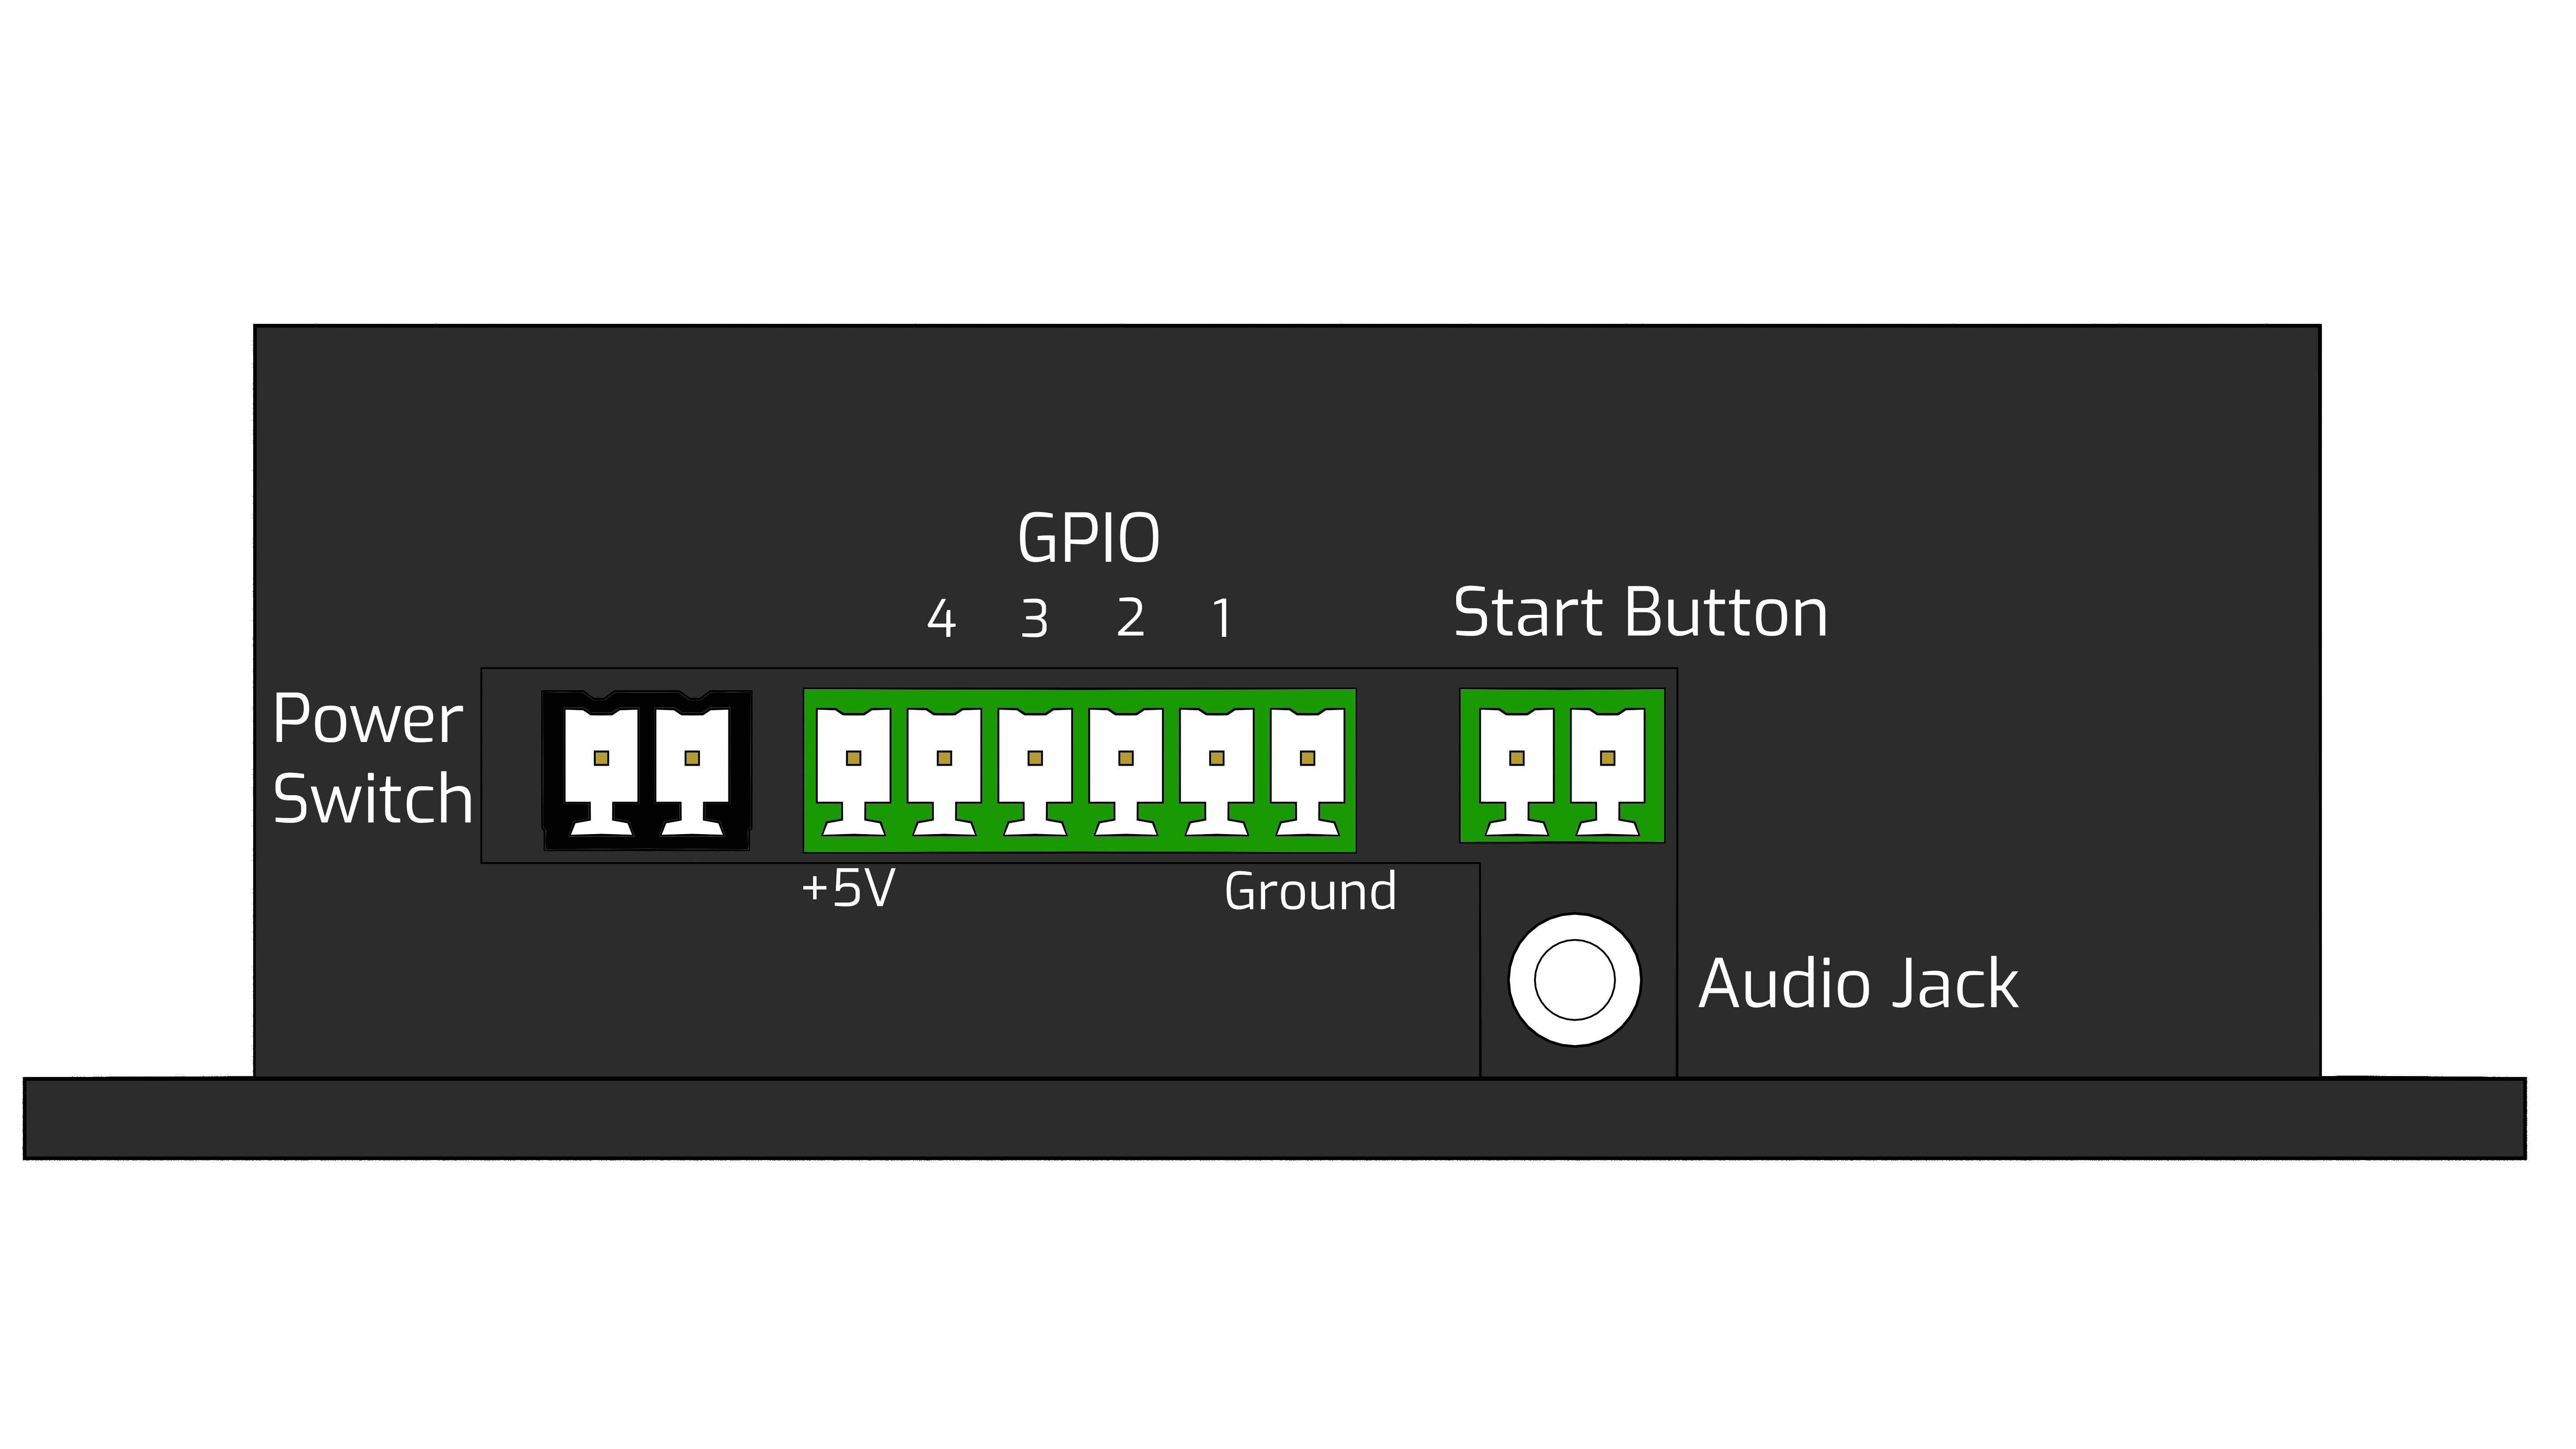 GPIO
4 3 2 1
Start Button
Power
Switch
+5V
Ground
Audio Jack